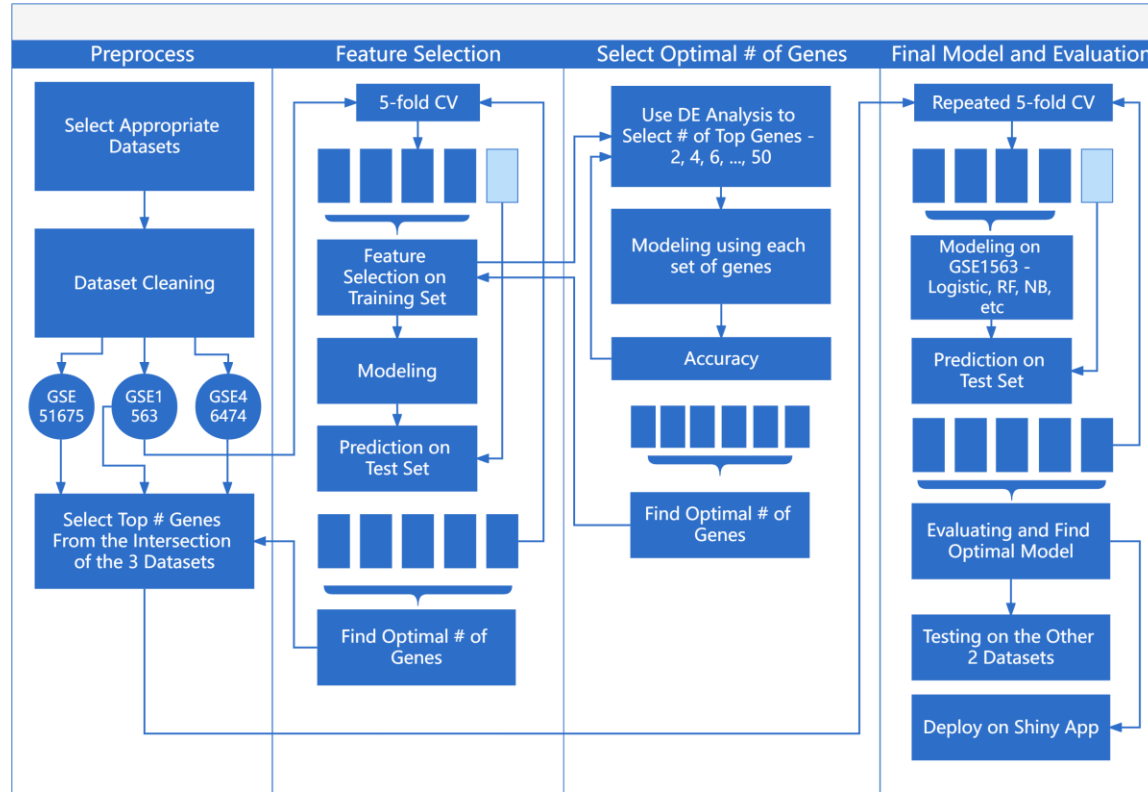 Preprocess
Select Appropriate
Datasets
Dataset Cleaning
GSE
51675
GSE1
563
GSE4
6474
Select Top # Genes
From the Intersection
of the 3 Datasets
Feature Selection
5-fold CV
Feature
Selection on
Training Set
Modeling
Prediction on
Test Set
Find Optimal # of
Genes
Select Optimal # of Genes
Use DE Analysis to
Select # of Top Genes -
2, 4, 6, ..., 50
Modeling using each
set of genes
Accuracy
Find Optimal # of
Genes
Final Model and Evaluation
Repeated 5-fold CV
Modeling on
GSE1563 -
Logistic, RF, NB,
etc
Prediction on
Test Set
Evaluating and Find
Optimal Model
Testing on the Other
2 Datasets
Deploy on Shiny App